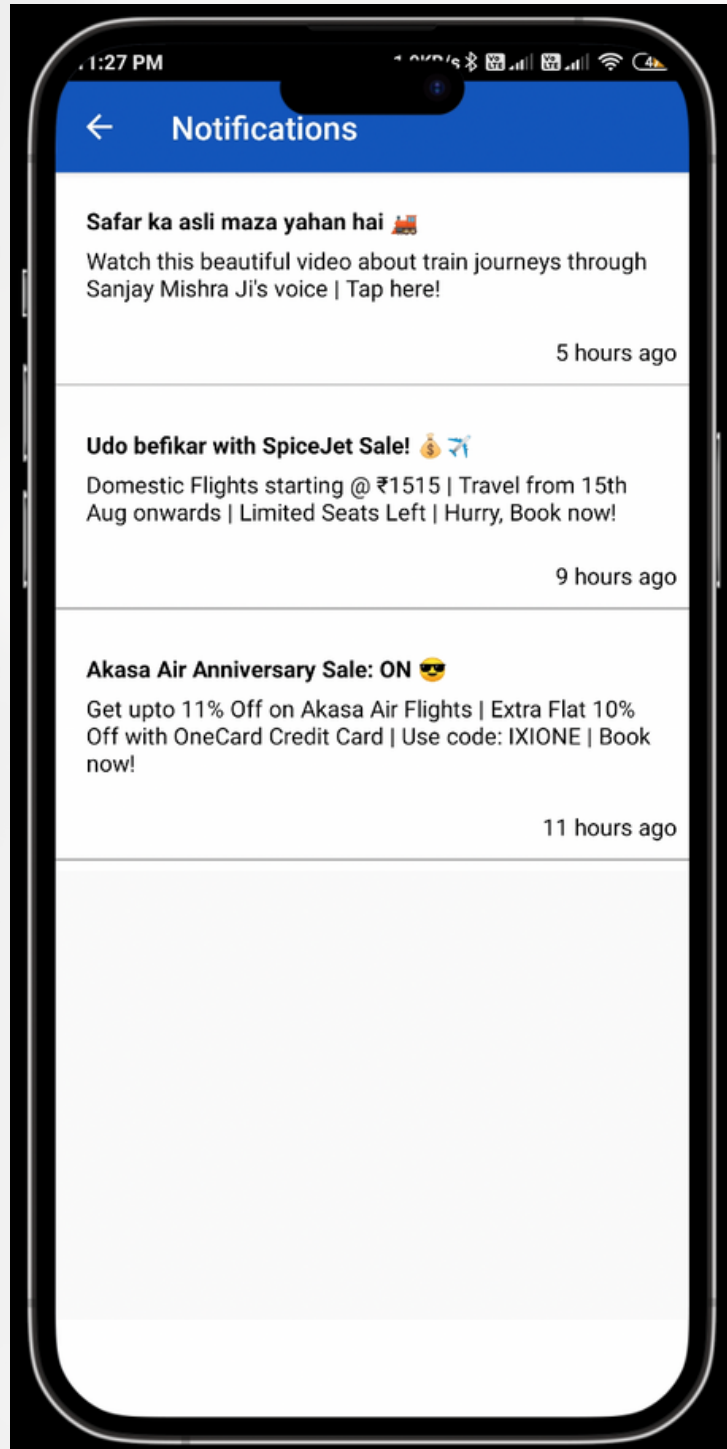 1:27 PM
Notifications
Safar ka asli maza yahan hai 🚂
Watch this beautiful video about train journeys through
Sanjay Mishra Ji's voice | Tap here!
5 hours ago
Udo befikar with SpiceJet Sale! 💰✈️
Domestic Flights starting @ ₹1515 | Travel from 15th
Aug onwards | Limited Seats Left | Hurry, Book now!
9 hours ago
Akasa Air Anniversary Sale: ON 😎
Get upto 11% Off on Akasa Air Flights | Extra Flat 10%
Off with OneCard Credit Card | Use code: IXIONE | Book
now!
11 hours ago